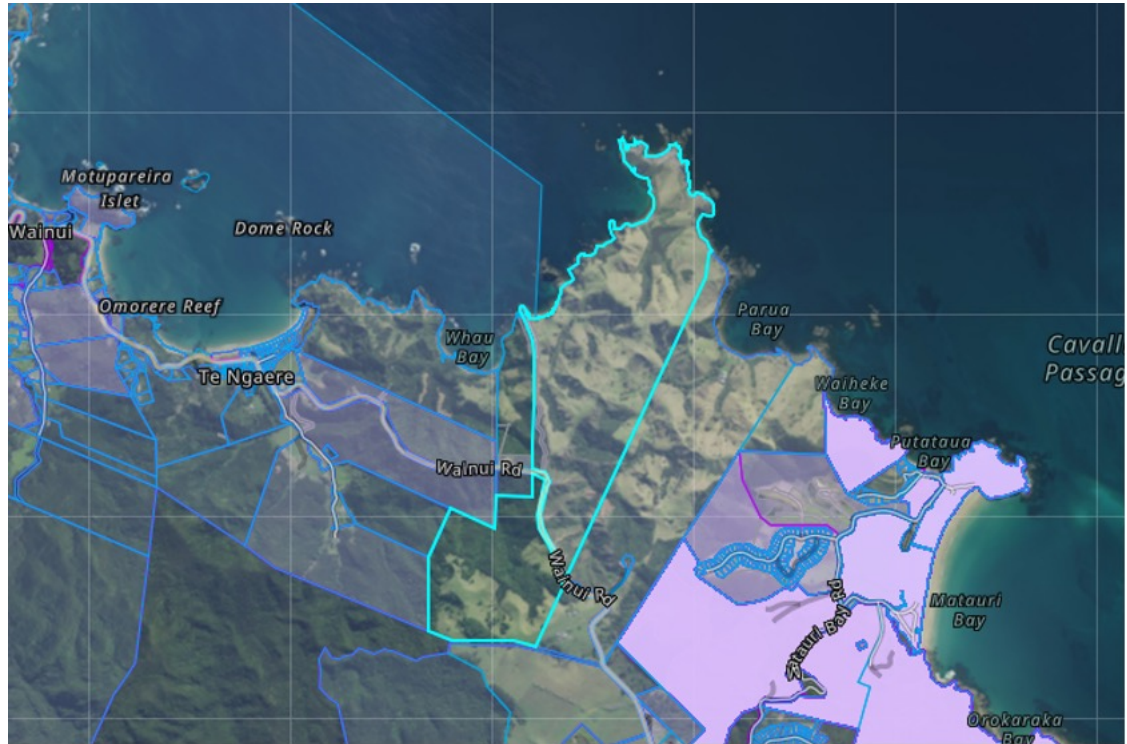 Motupareira
Islet
Wainui
Dome Rock
Omorere Reef
Whau
Bay
Parua
Bay
Cavall
Passag
Te Ngaere
Waiheke
Bay
Putataua
Bay
Wainui Rd
Wainui Rd
Matauri
Bay
Matauri Bay Rd
Orokaraka
Bay